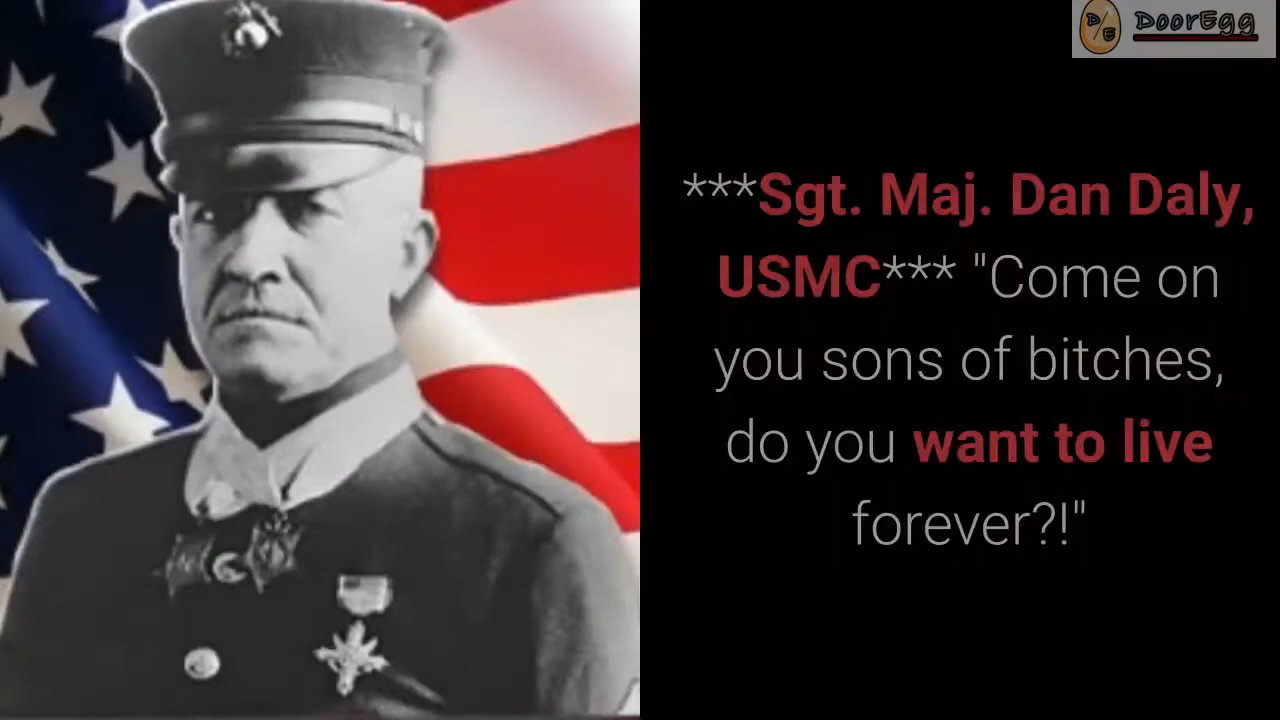 D/E DoorEgg
***Sgt. Maj. Dan Daly,
USMC*** "Come on
you sons of bitches,
do you want to live
forever?!"